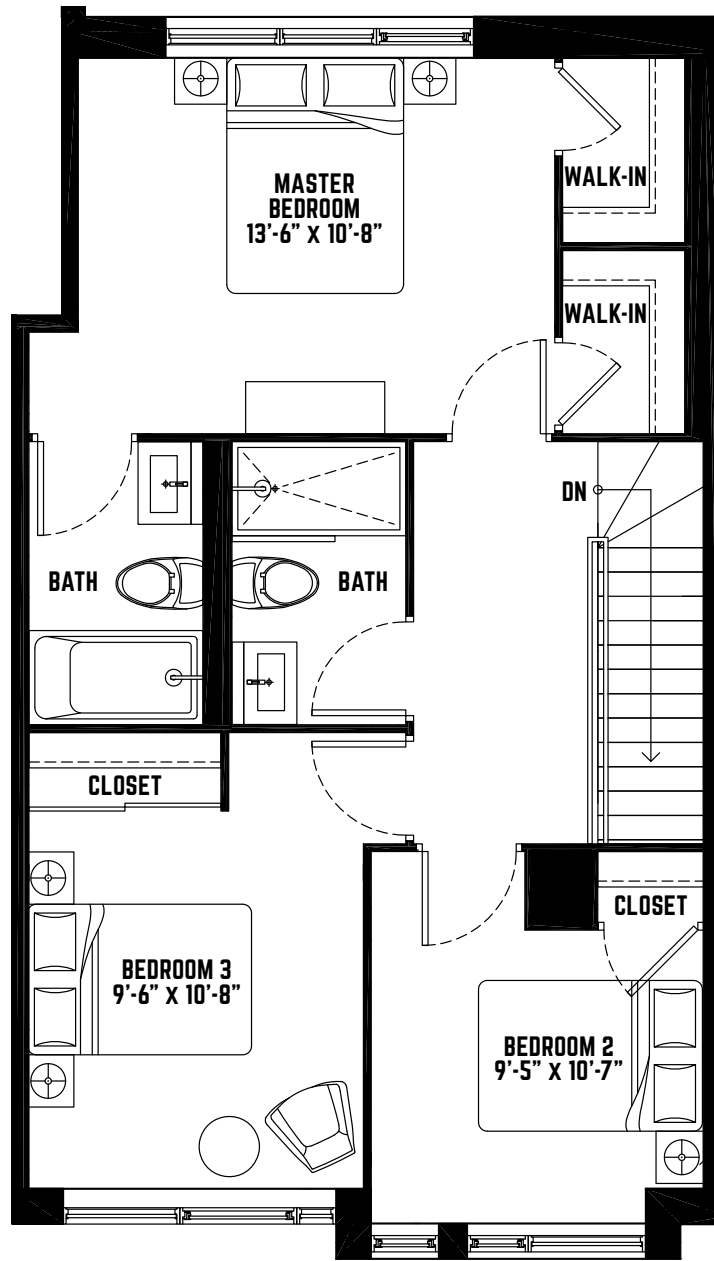 MASTER
BEDROOM
13'-6" X 10'-8"
WALK-IN
WALK-IN
DN
BATH
BATH
CLOSET
CLOSET
BEDROOM 3
9'-6" X 10'-8"
BEDROOM 2
9'-5" X 10'-7"